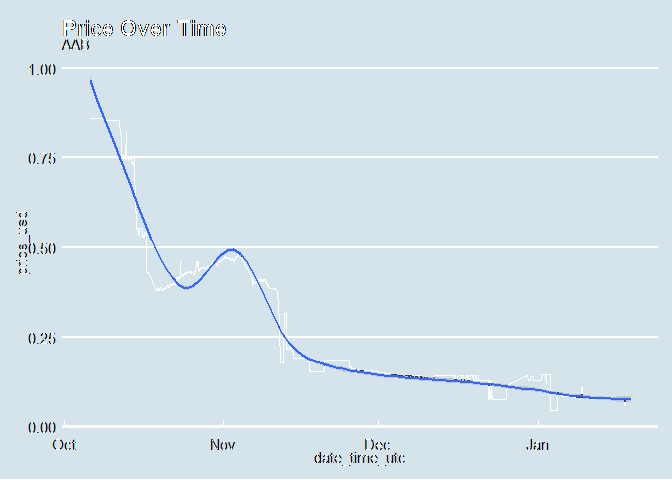 Price Over Time
AAB
1.00
0.75
0.50
0.25
0.00
price_usd
Oct
Nov
Dec
Jan
date_time_utc